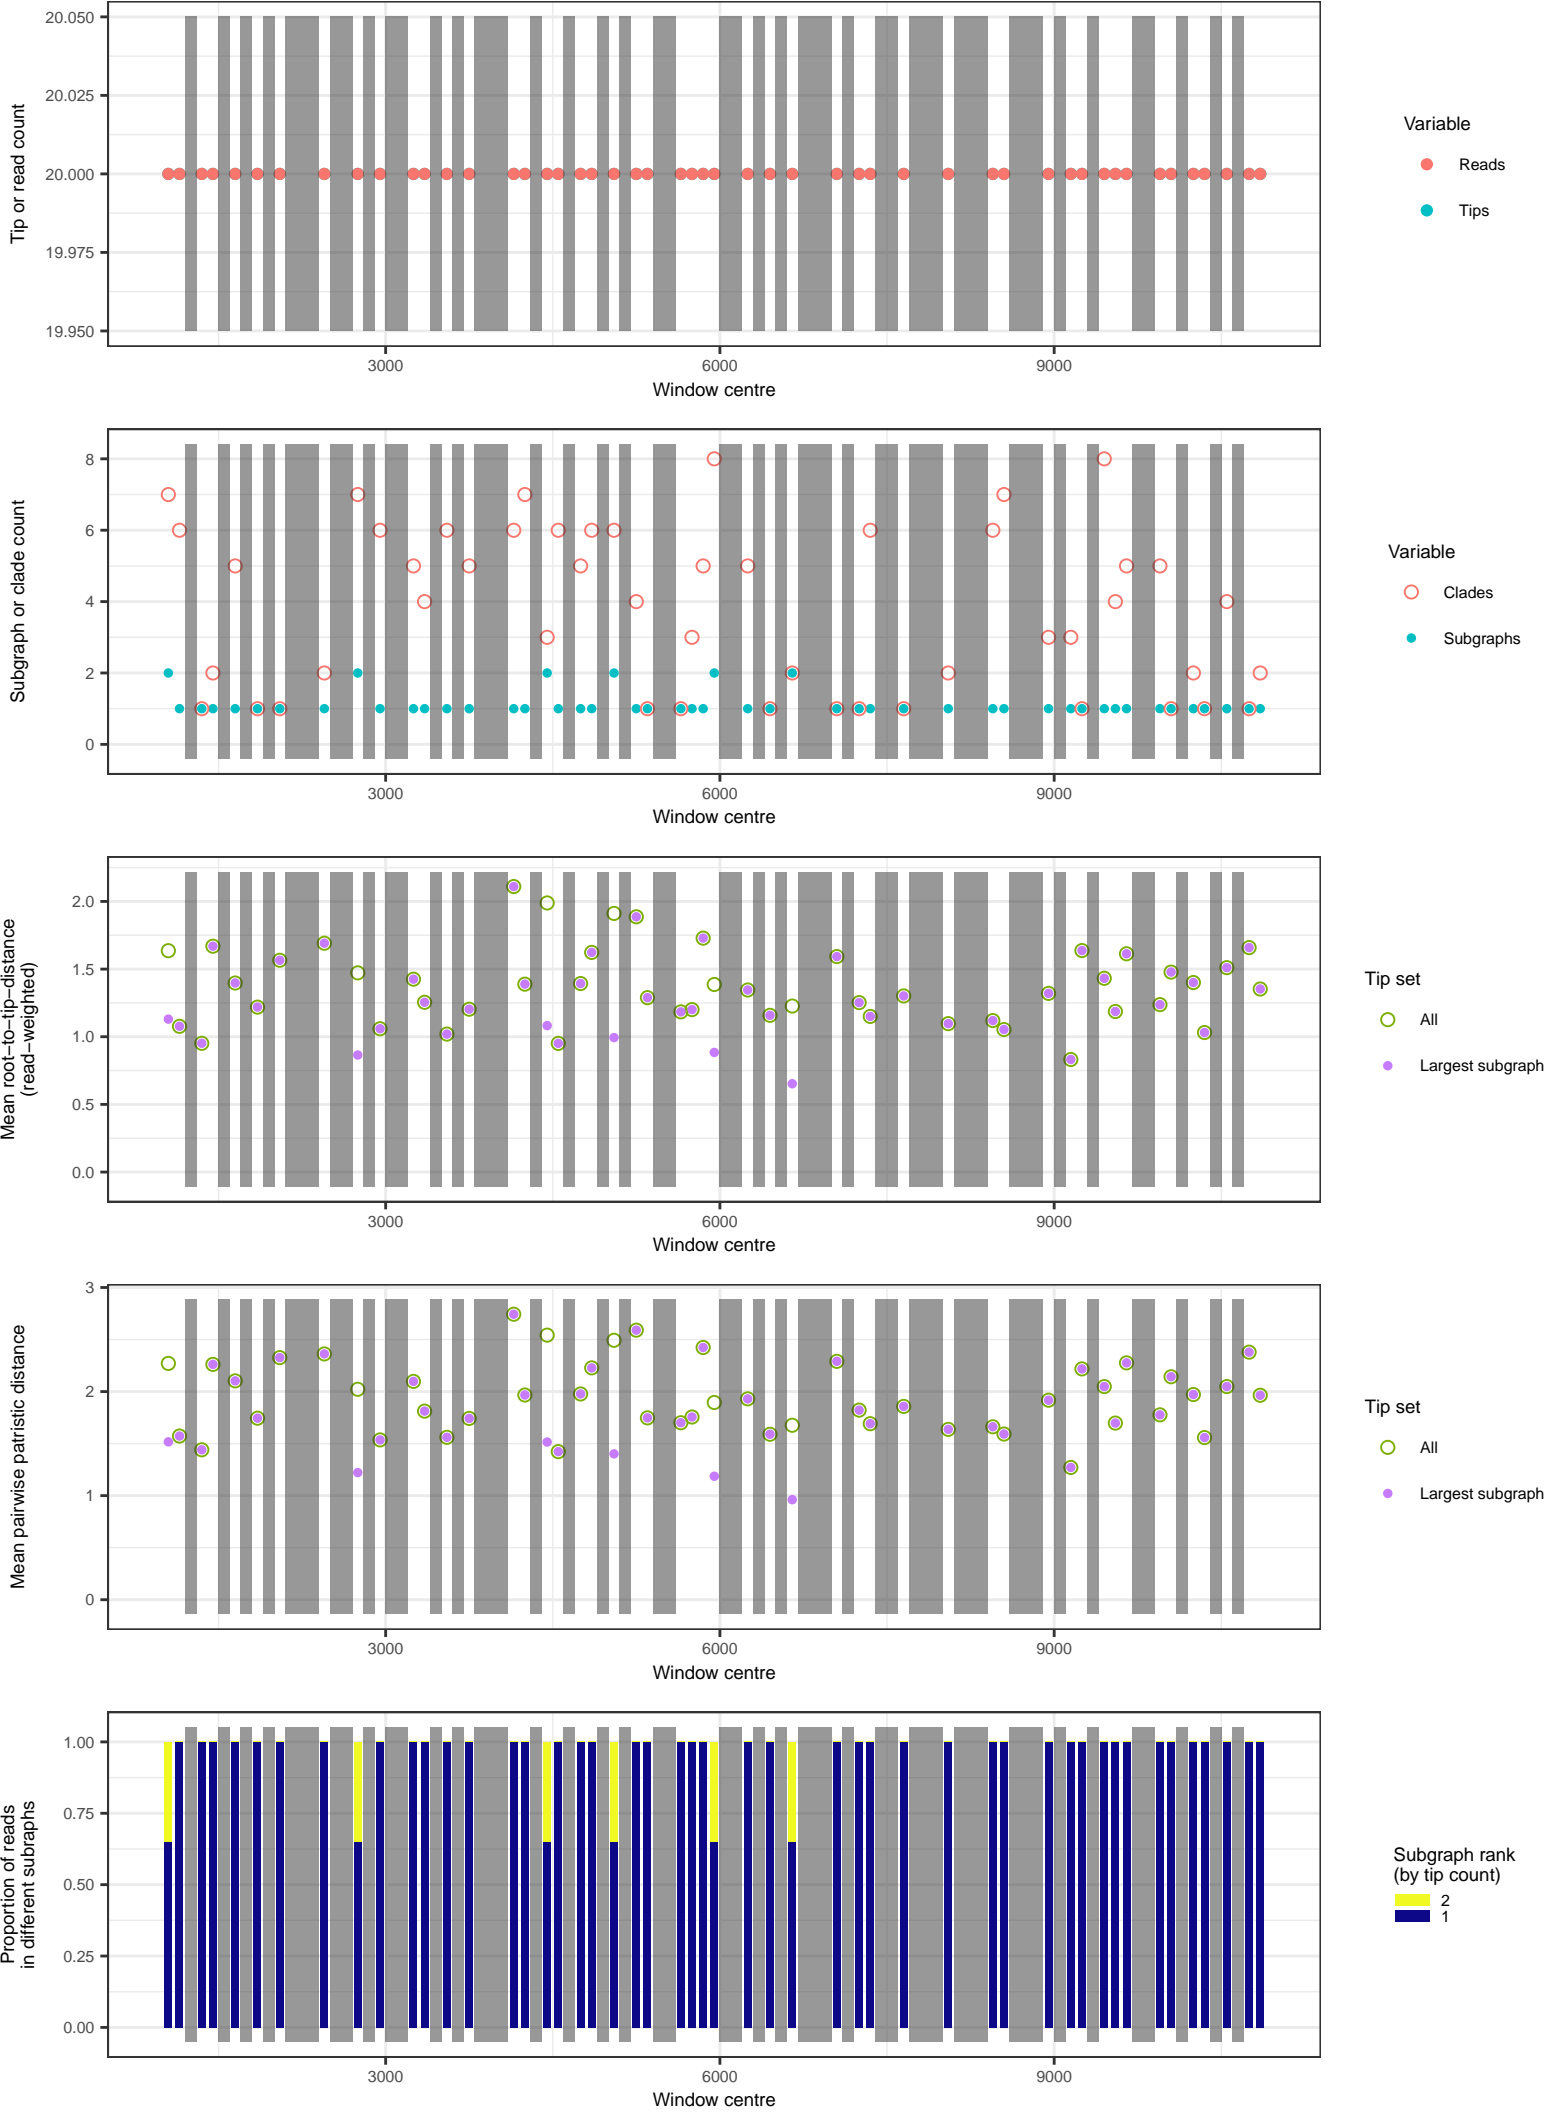 20.050
20.025
20.000
19.975
19.950
Tip or read count
3000
6000
9000
Window centre
Variable
Reads
Tips
8
6
4
2
0
Subgraph or clade count
3000
6000
9000
Window centre
Variable
Clades
Subgraphs
2.0
1.5
1.0
0.5
0.0
Mean root−to−tip−distance
(read−weighted)
3000
6000
9000
Window centre
Tip set
All
Largest subgraph
3
2
1
0
Mean pairwise patristic distance
3000
6000
9000
Window centre
Tip set
All
Largest subgraph
1.00
0.75
0.50
0.25
0.00
Proportion of reads
in different subraphs
3000
6000
9000
Window centre
Subgraph rank
(by tip count)
2
1